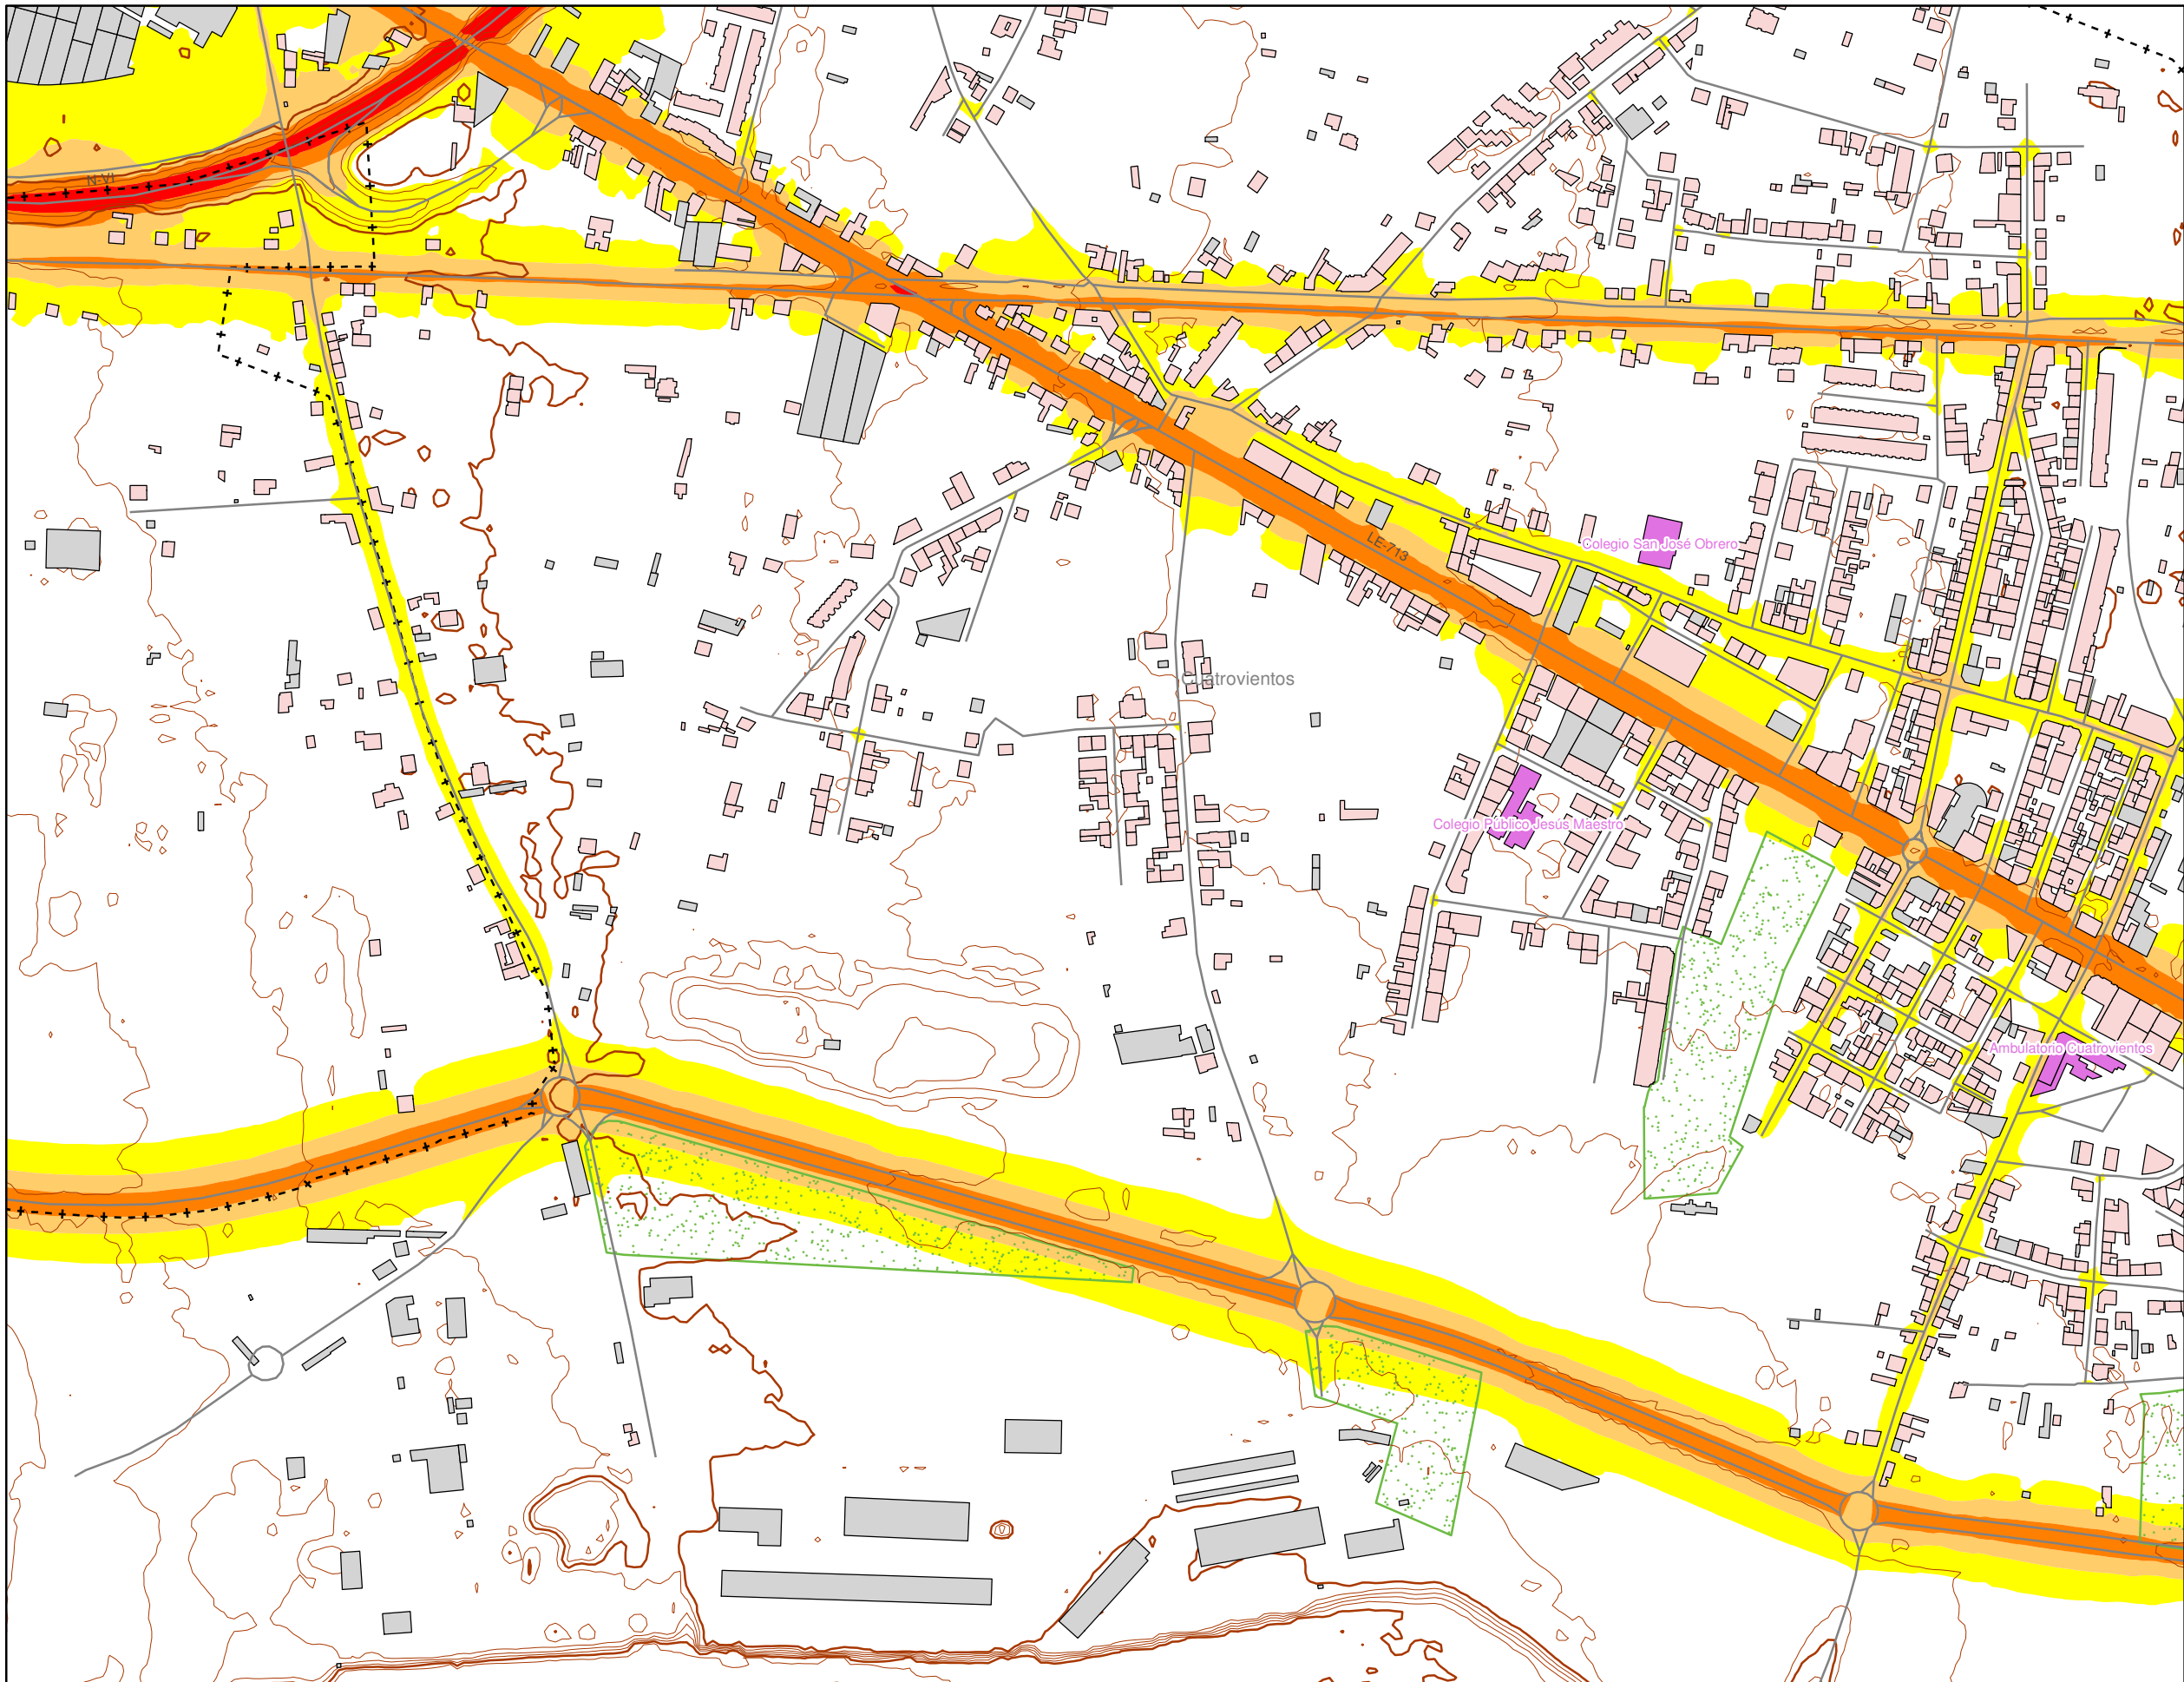 N-VI
LE-713
Colegio San José Obrero
Cuatrovientos
Colegio Público Jesús Maestro
Ambulatorio Cuatrovientos